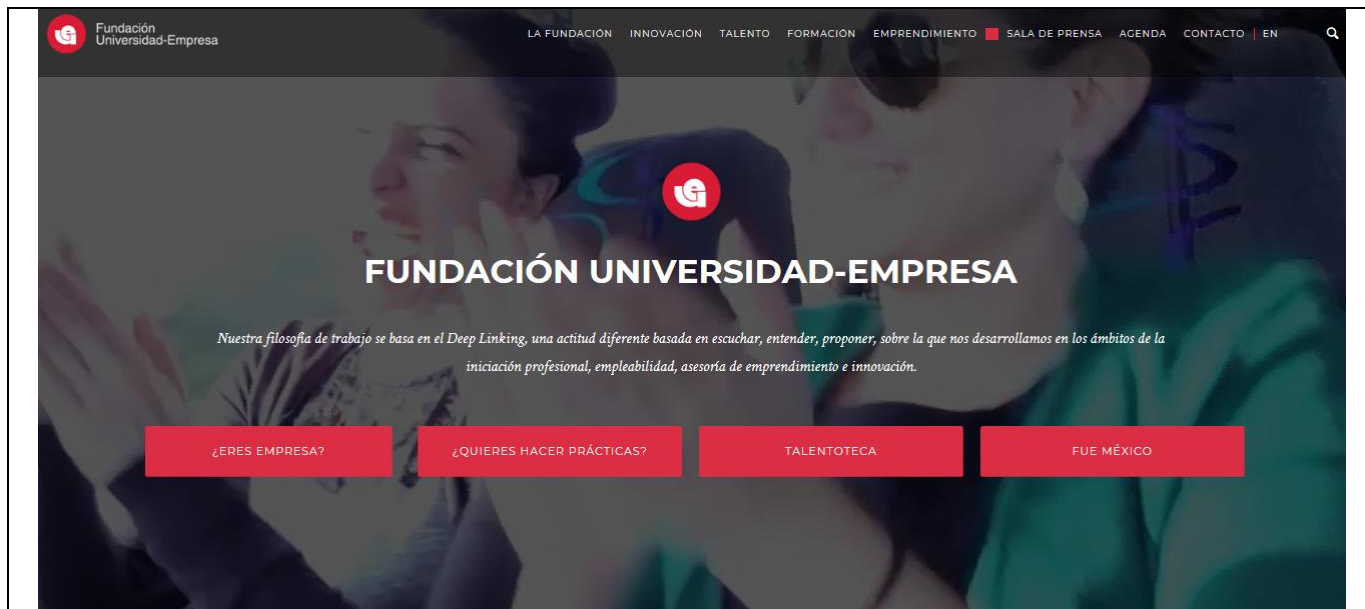 Fundación
Universidad-Empresa
LA FUNDACIÓN INNOVACIÓN TALENTO FORMACIÓN EMPRENDIMIENTO SALA DE PRENSA AGENDA CONTACTO | EN
FUNDACIÓN UNIVERSIDAD-EMPRESA
Nuestra filosofía de trabajo se basa en el Deep Linking, una actitud diferente basada en escuchar, entender, proponer, sobre la que nos desarrollamos en los ámbitos de la
iniciación profesional, empleabilidad, asesoría de emprendimiento e innovación.
¿ERES EMPRESA? ¿QUIERES HACER PRÁCTICAS? TALENTOTECA FUE MÉXICO